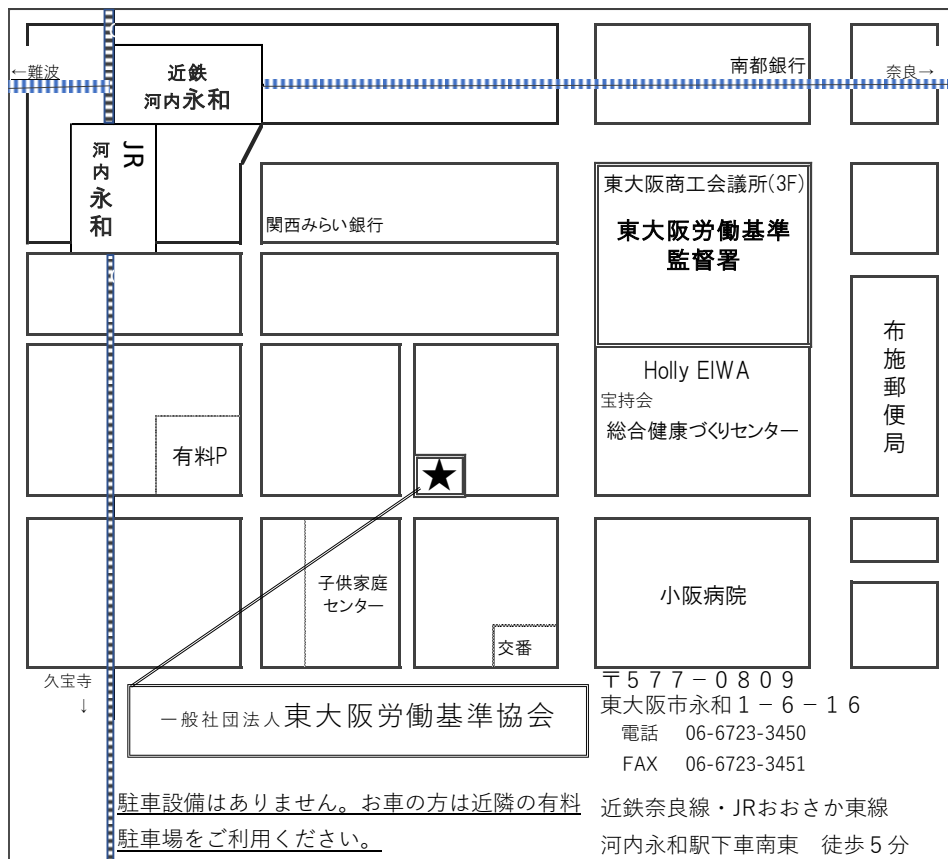 ←難波
近鉄
河内永和
南都銀行
奈良→
JR
河内永和
関西みらい銀行
東大阪商工会議所(3F)
東大阪労働基準
監督署
布施郵便局
Holly EIWA
宝持会
総合健康づくりセンター
有料P
★
子供家庭
センター
小阪病院
交番
久宝寺
↓
一般社団法人東大阪労働基準協会
〒577－0809
東大阪市永和1－6－16
電話 06-6723-3450
FAX 06-6723-3451
駐車設備はありません。お車の方は近隣の有料
駐車場をご利用ください。
近鉄奈良線・JRおおさか東線
河内永和駅下車南東 徒歩5分